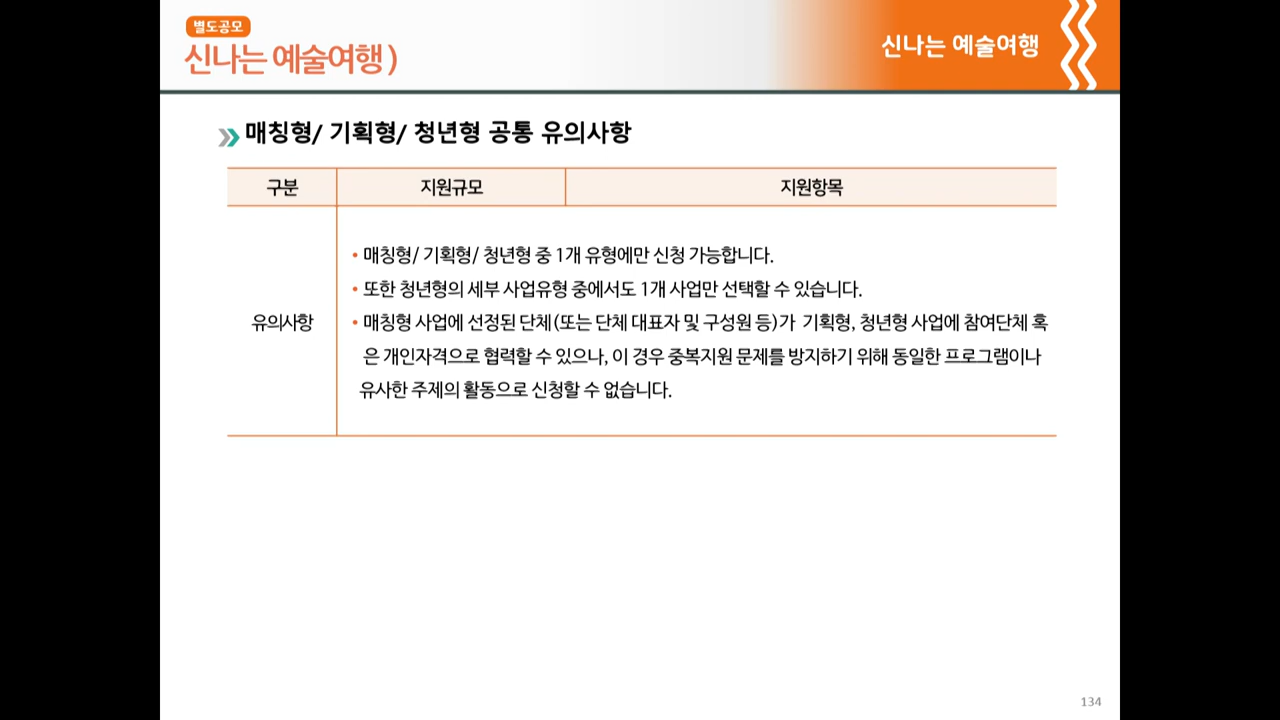 별도공모
신나는 예술여행)
신나는 예술여행
매칭형/ 기획형/ 청년형 공통 유의사항
구분 지원규모 지원항목
• 매칭형/ 기획형/ 청년형 중 1개 유형에만 신청 가능합니다.
• 또한 청년형의 세부 사업유형 중에서도 1개 사업만 선택할 수 있습니다.
유의사항 • 매칭형 사업에 선정된 단체(또는 단체 대표자 및 구성원 등)가 기획형, 청년형 사업에 참여단체 혹
은 개인자격으로 협력할 수 있으나, 이 경우 중복지원 문제를 방지하기 위해 동일한 프로그램이나
유사한 주제의 활동으로 신청할 수 없습니다.
134